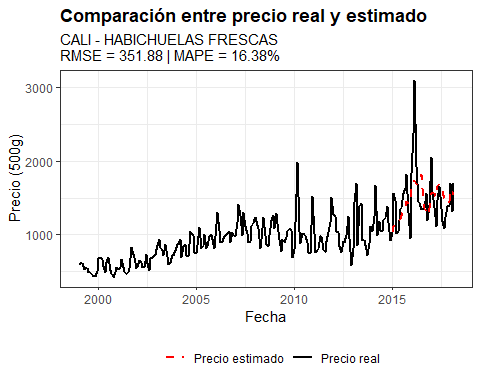 Comparación entre precio real y estimado
CALI - HABICHUELAS FRESCAS
RMSE = 351.88 | MAPE = 16.38%
Precio (500g)
3000
2000
1000
2000
2005
2010
2015
Fecha
Precio estimado
Precio real